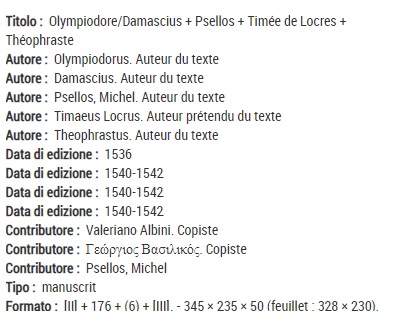 Titolo : Olympiodore/Damascius + Psellos + Timée de Locres +
Théophraste
Autore : Olympiodorus. Auteur du texte
Autore : Damascius. Auteur du texte
Autore : Psellos, Michel. Auteur du texte
Autore : Timaeus Locrus. Auteur prétendu du texte
Autore : Theophrastus. Auteur du texte
Data di edizione : 1536
Data di edizione : 1540-1542
Data di edizione : 1540-1542
Data di edizione : 1540-1542
Contributore : Valeriano Albini. Copiste
Contributore : Γεώργιος Βασιλικός. Copiste
Contributore : Psellos, Michel
Tipo : manuscrit
Formato : [II] + 176 + (6) + [III]. - 345 × 235 × 50 (feuillet : 328 × 230).